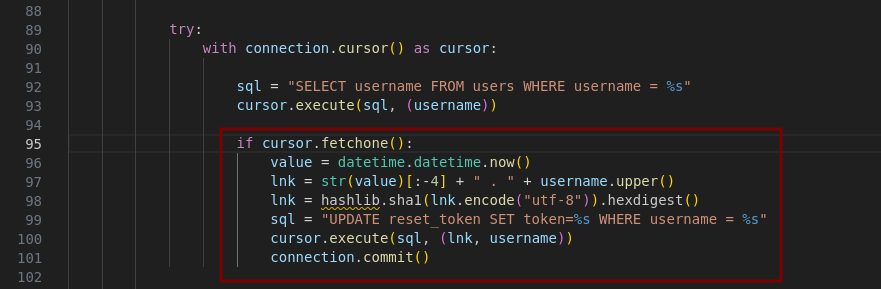 88
89 try:
90 with connection.cursor() as cursor:
91
92 sql = "SELECT username FROM users WHERE username = %s"
93 cursor.execute(sql, (username))
94
95 if cursor.fetchone():
96 value = datetime.datetime.now()
97 lnk = str(value)[:-4] + " . " + username.upper()
98 lnk = hashlib.sha1(lnk.encode("utf-8")).hexdigest()
99 sql = "UPDATE reset_token SET token=%s WHERE username = %s"
100 cursor.execute(sql, (lnk, username))
101 connection.commit()
102